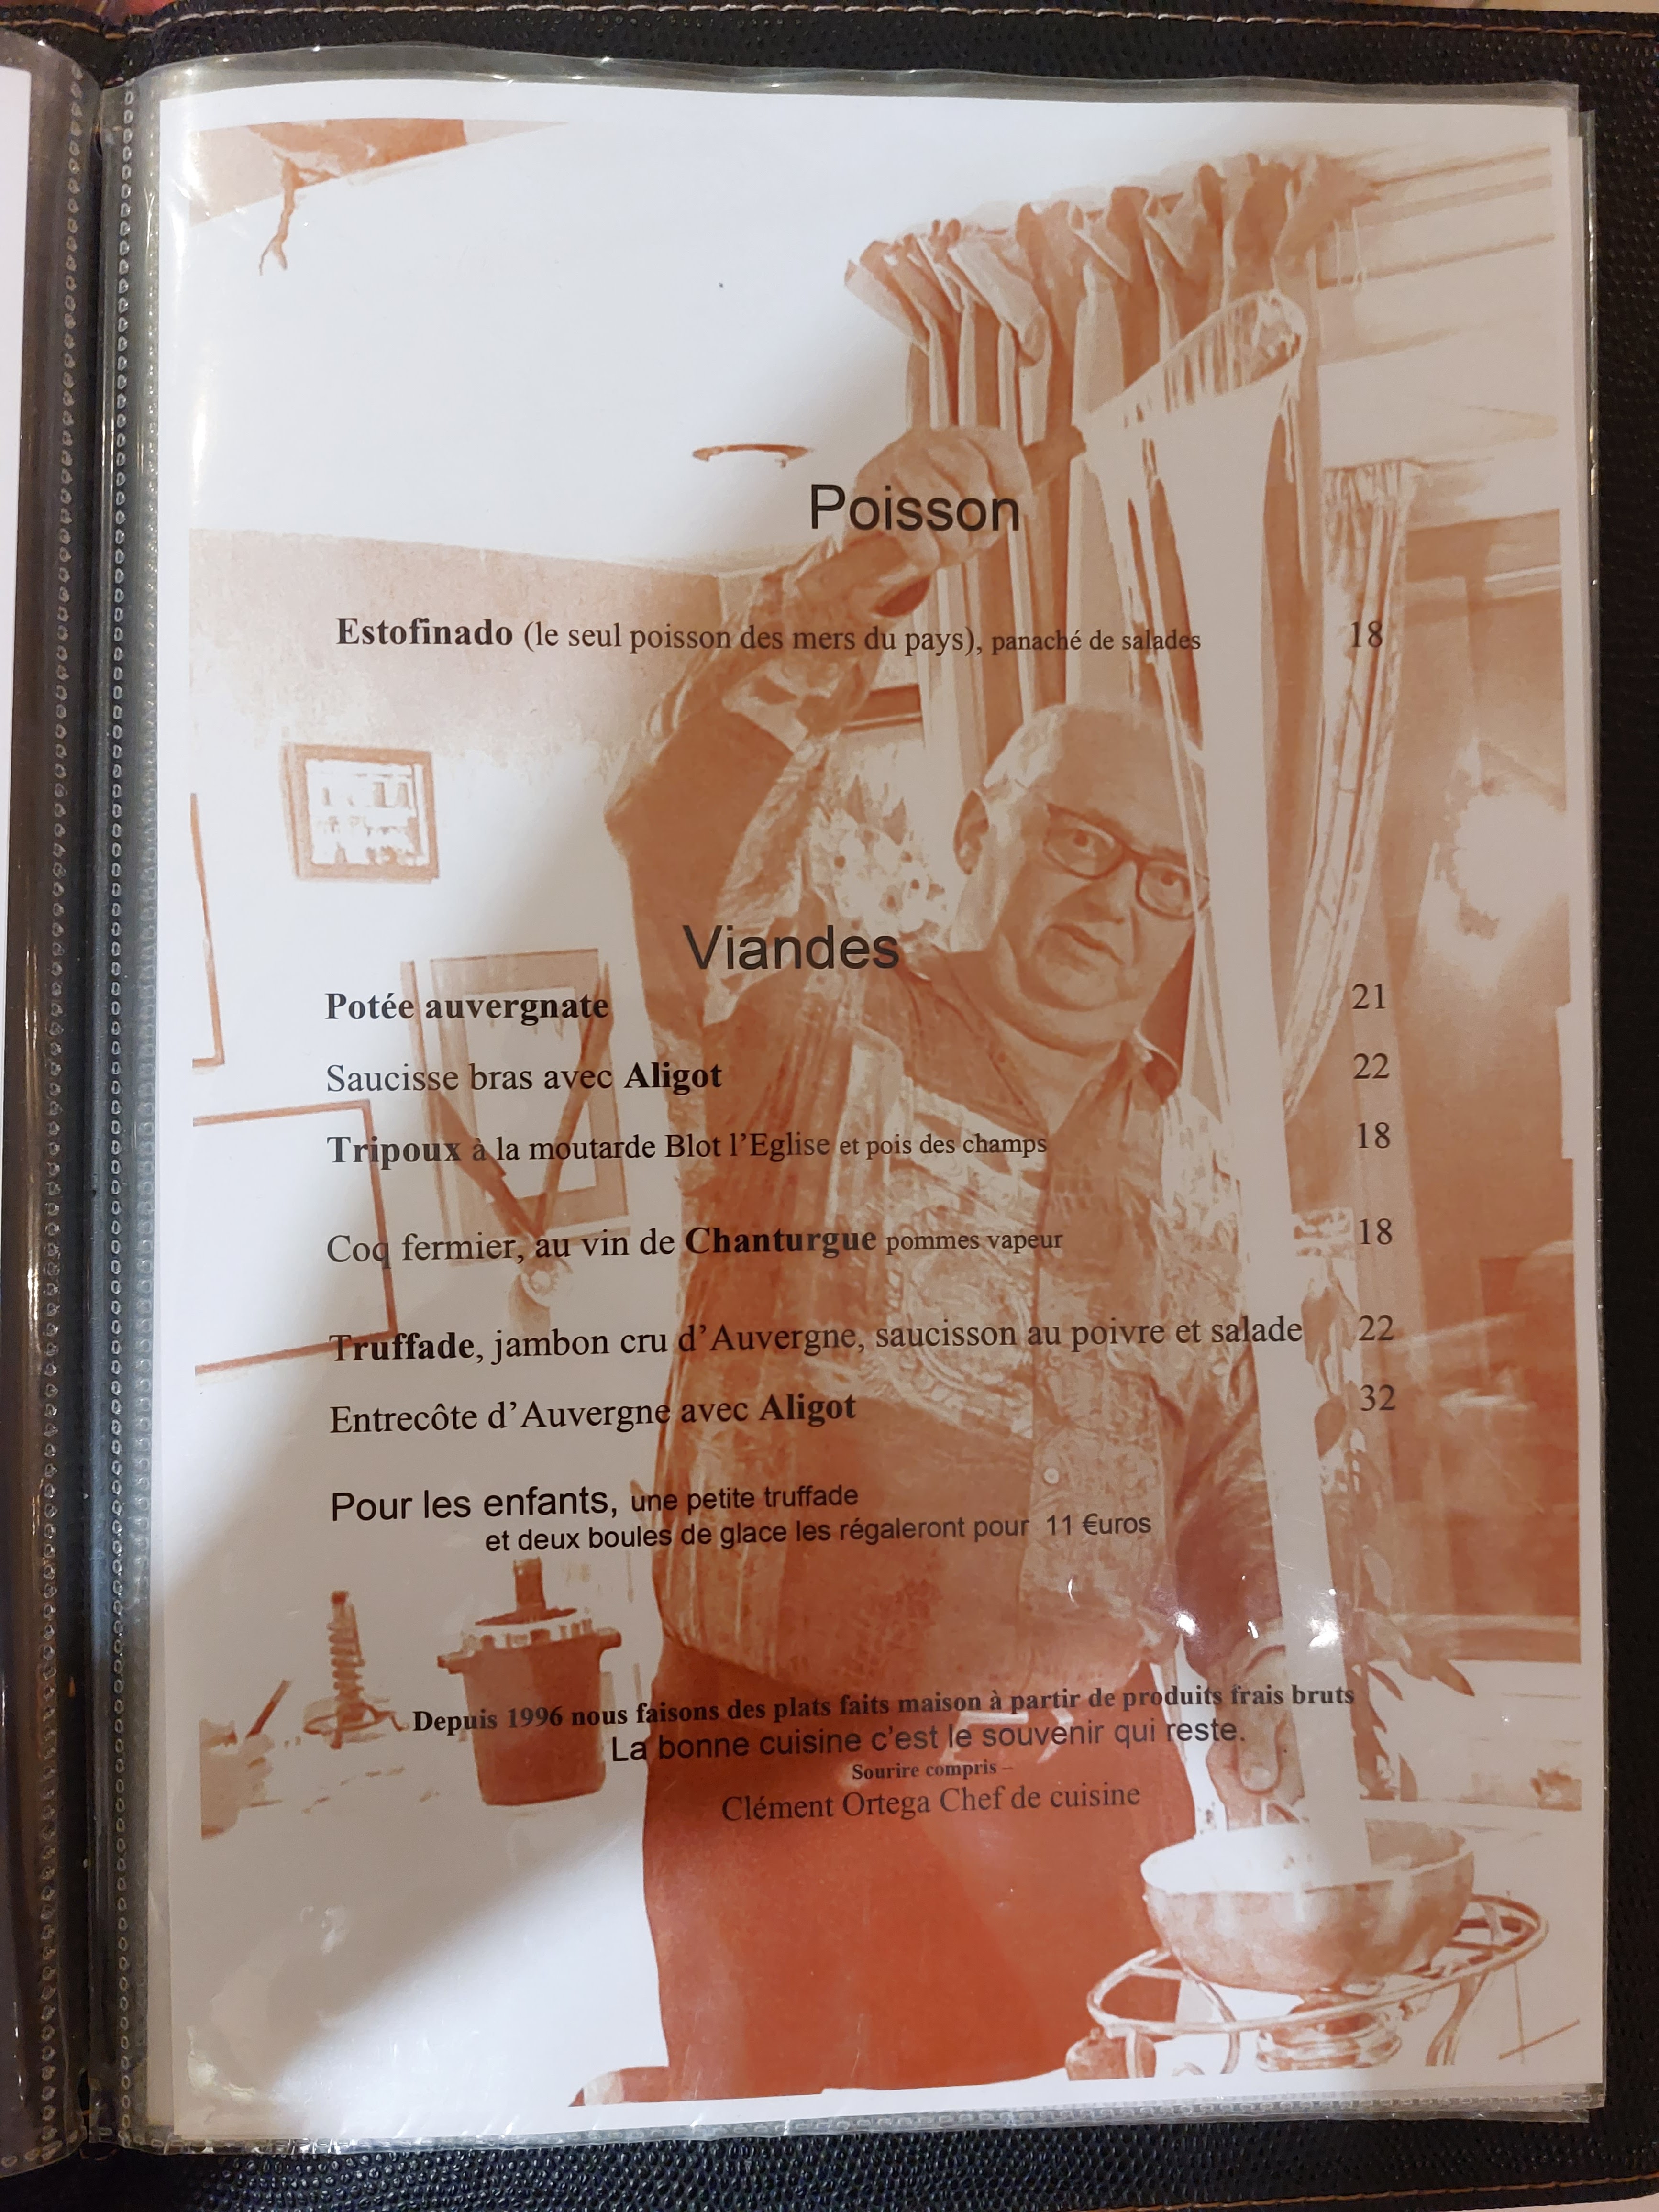 Poisson
Estofinado (le seul poisson des mers du pays), panaché de salades 18
Viandes
Potée auvergnate 21
Saucisse bras avec Aligot 22
Tripoux à la moutarde Blot l’Eglise et pois des champs 18
Coq fermier, au vin de Chanturgue pommes vapeur 18
Truffade, jambon cru d’Auvergne, saucisson au poivre et salade 22
Entrecôte d’Auvergne avec Aligot 32
Pour les enfants, une petite truffade
et deux boules de glace les régaleront pour 11 €uros
Depuis 1996 nous faisons des plats faits maison à partir de produits frais bruts
La bonne cuisine c’est le souvenir qui reste.
Sourire compris –
Clément Ortega Chef de cuisine